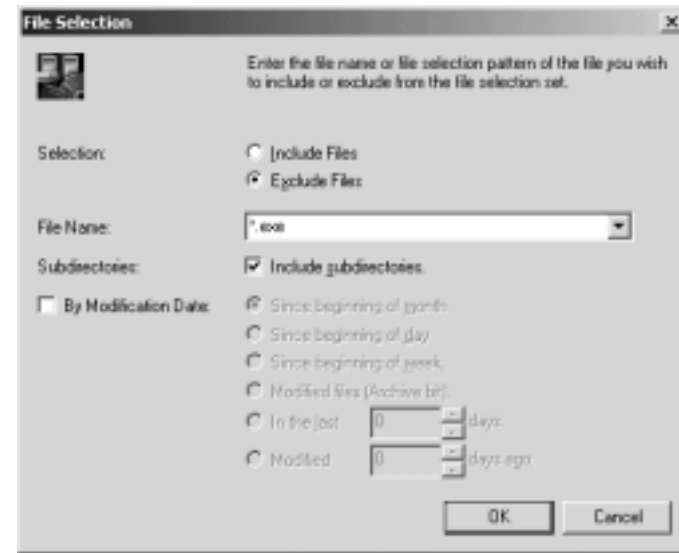 File Selection
Enter the file name or file selection pattern of the file you wish
to include or exclude from the file selection set.
Selection:
Include Files
Exclude Files
File Name:
*.exe
Subdirectories:
Include subdirectories.
By Modification Date:
Since beginning of month
Since beginning of day
Since beginning of week.
Modified files (Archive bit).
In the last 0 days.
Modified 0 days ago
OK Cancel